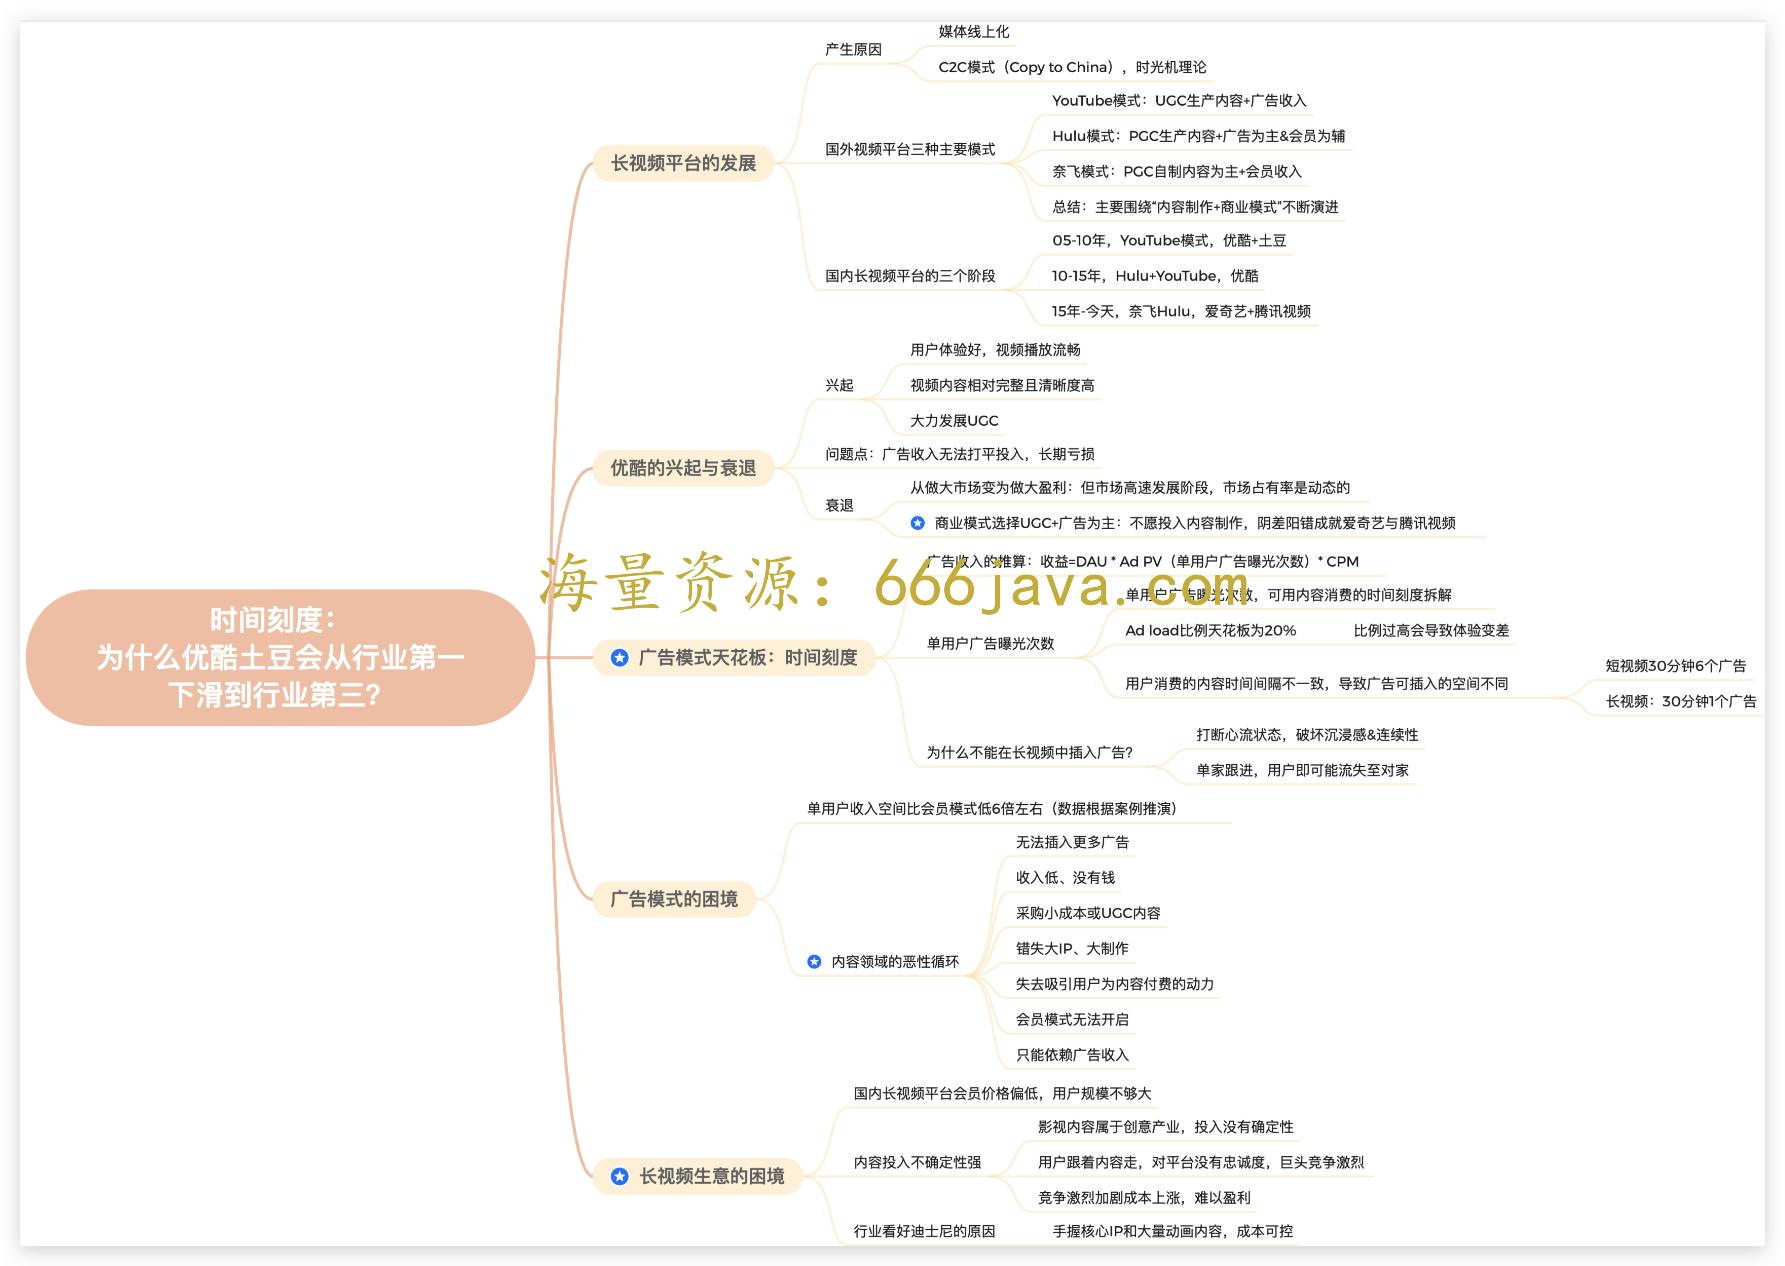 时间刻度：
为什么优酷土豆会从行业第一
下滑到行业第三？
长视频平台的发展
产生原因
媒体线上化
C2C模式（Copy to China），时光机理论
国外视频平台三种主要模式
YouTube模式：UGC生产内容+广告收入
Hulu模式：PGC生产内容+广告为主&会员为辅
奈飞模式：PGC自制内容为主+会员收入
总结：主要围绕“内容制作+商业模式”不断演进
国内长视频平台的三个阶段
05-10年，YouTube模式，优酷+土豆
10-15年，Hulu+YouTube，优酷
15年-今天，奈飞Hulu，爱奇艺+腾讯视频
优酷的兴起与衰退
兴起
用户体验好，视频播放流畅
视频内容相对完整且清晰度高
大力发展UGC
问题点：广告收入无法打平投入，长期亏损
衰退
从做大市场变为做大盈利：但市场高速发展阶段，市场占有率是动态的
商业模式选择UGC+广告为主：不愿投入内容制作，阴差阳错成就爱奇艺与腾讯视频
海量资源：666java.com
广告模式天花板：时间刻度
广告收入的推算：收益=DAU * Ad PV（单用户广告曝光次数）* CPM
单用户广告曝光次数
单用户广告曝光次数，可用内容消费的时间刻度拆解
Ad load比例天花板为20%
比例过高会导致体验变差
用户消费的内容时间间隔不一致，导致广告可插入的空间不同
短视频30分钟6个广告
长视频：30分钟1个广告
为什么不能在长视频中插入广告？
打断心流状态，破坏沉浸感&连续性
单家跟进，用户即可能流失至对家
广告模式的困境
单用户收入空间比会员模式低6倍左右（数据根据案例推演）
内容领域的恶性循环
无法插入更多广告
收入低、没有钱
采购小成本或UGC内容
错失大IP、大制作
失去吸引用户为内容付费的动力
会员模式无法开启
只能依赖广告收入
长视频生意的困境
国内长视频平台会员价格偏低，用户规模不够大
内容投入不确定性强
影视内容属于创意产业，投入没有确定性
用户跟着内容走，对平台没有忠诚度，巨头竞争激烈
竞争激烈加剧成本上涨，难以盈利
行业看好迪士尼的原因
手握核心IP和大量动画内容，成本可控